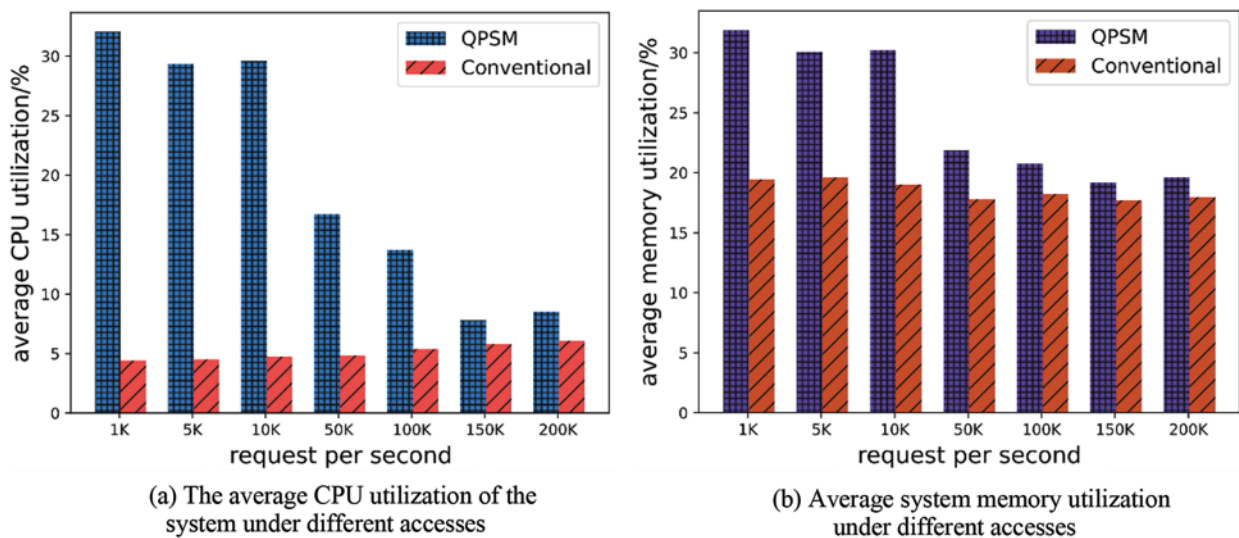 average CPU utilization/%
30
25
20
15
10
5
0
QPSM
Conventional
1K 5K 10K 50K 100K 150K 200K
request per second
(a) The average CPU utilization of the
system under different accesses
average memory utilization/%
30
25
20
15
10
5
0
QPSM
Conventional
1K 5K 10K 50K 100K 150K 200K
request per second
(b) Average system memory utilization
under different accesses